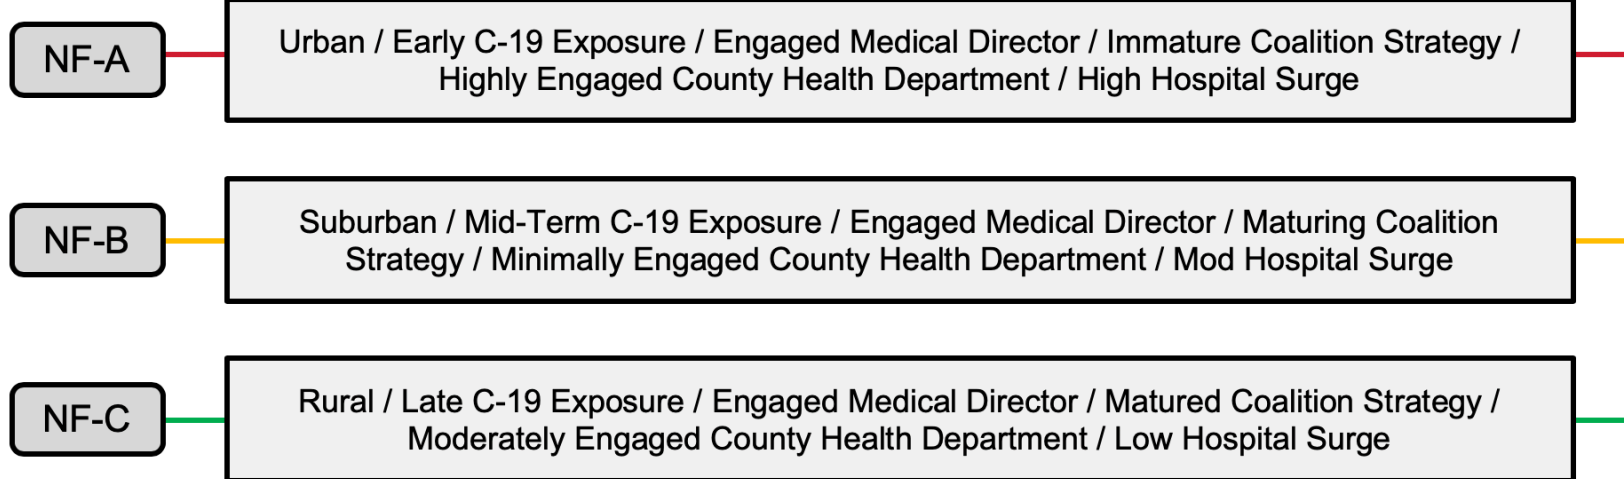 NF-A
Urban / Early C-19 Exposure / Engaged Medical Director / Immature Coalition Strategy /
Highly Engaged County Health Department / High Hospital Surge
NF-B
Suburban / Mid-Term C-19 Exposure / Engaged Medical Director / Maturing Coalition
Strategy / Minimally Engaged County Health Department / Mod Hospital Surge
NF-C
Rural / Late C-19 Exposure / Engaged Medical Director / Matured Coalition Strategy /
Moderately Engaged County Health Department / Low Hospital Surge